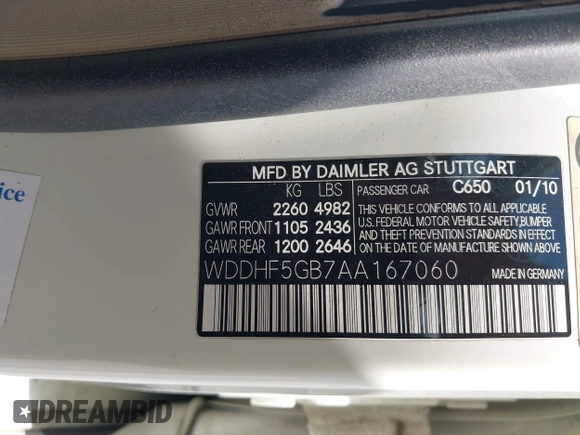 ice
MFD BY DAIMLER AG STUTTGART
KG LBS
GVWR 2260 4982
GAWR FRONT 1105 2436
GAWR REAR 1200 2646
PASSENGER CAR C650 01/10
THIS VEHICLE CONFORMS TO ALL APPLICABLE
U.S. FEDERAL MOTOR VEHICLE SAFETY, BUMPER
AND THEFT PREVENTION STANDARDS IN EFFECT
ON THE DATE OF MANUFACTURE SHOWN ABOVE.
WDDHF5GB7AA167060
MADE IN GERMANY
DREAMBID